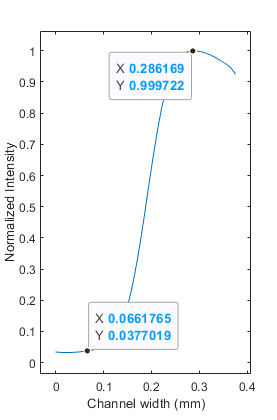 1
0.9
0.8
0.7
0.6
0.5
0.4
0.3
0.2
0.1
0
Normalized Intensity
X 0.286169
Y 0.999722
X 0.0661765
Y 0.0377019
0 0.1 0.2 0.3 0.4
Channel width (mm)